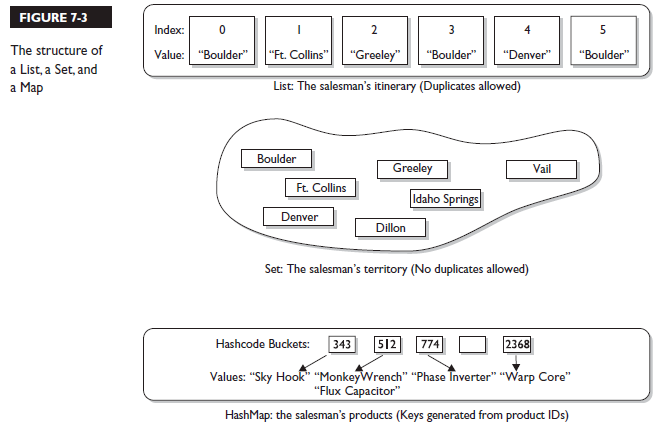 FIGURE 7-3
The structure of
a List, a Set, and
a Map
Index: 0 1 2 3 4 5
Value: “Boulder” “Ft. Collins” “Greeley” “Boulder” “Denver” “Boulder”
List: The salesman’s itinerary (Duplicates allowed)
Boulder
Greeley
Vail
Ft. Collins
Idaho Springs
Denver
Dillon
Set: The salesman’s territory (No duplicates allowed)
Hashcode Buckets: 343 512 774 2368
Values: “Sky Hook” “MonkeyWrench” “Phase Inverter” “Warp Core”
“Flux Capacitor”
HashMap: the salesman’s products (Keys generated from product IDs)